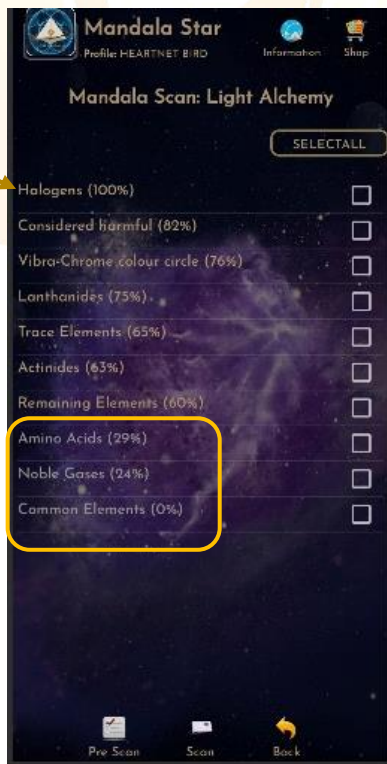 Mandala Star
Profile: HEARTNET BIRD
Information
Shop
Mandala Scan: Light Alchemy
SELECTALL
Halogens (100%)
Considered harmful (82%)
Vibra-Chrome colour circle (76%)
Lanthanides (75%)
Trace Elements (65%)
Actinides (63%)
Remaining Elements (60%)
Amino Acids (29%)
Noble Gases (24%)
Common Elements (0%)
Pre Scan
Scan
Back